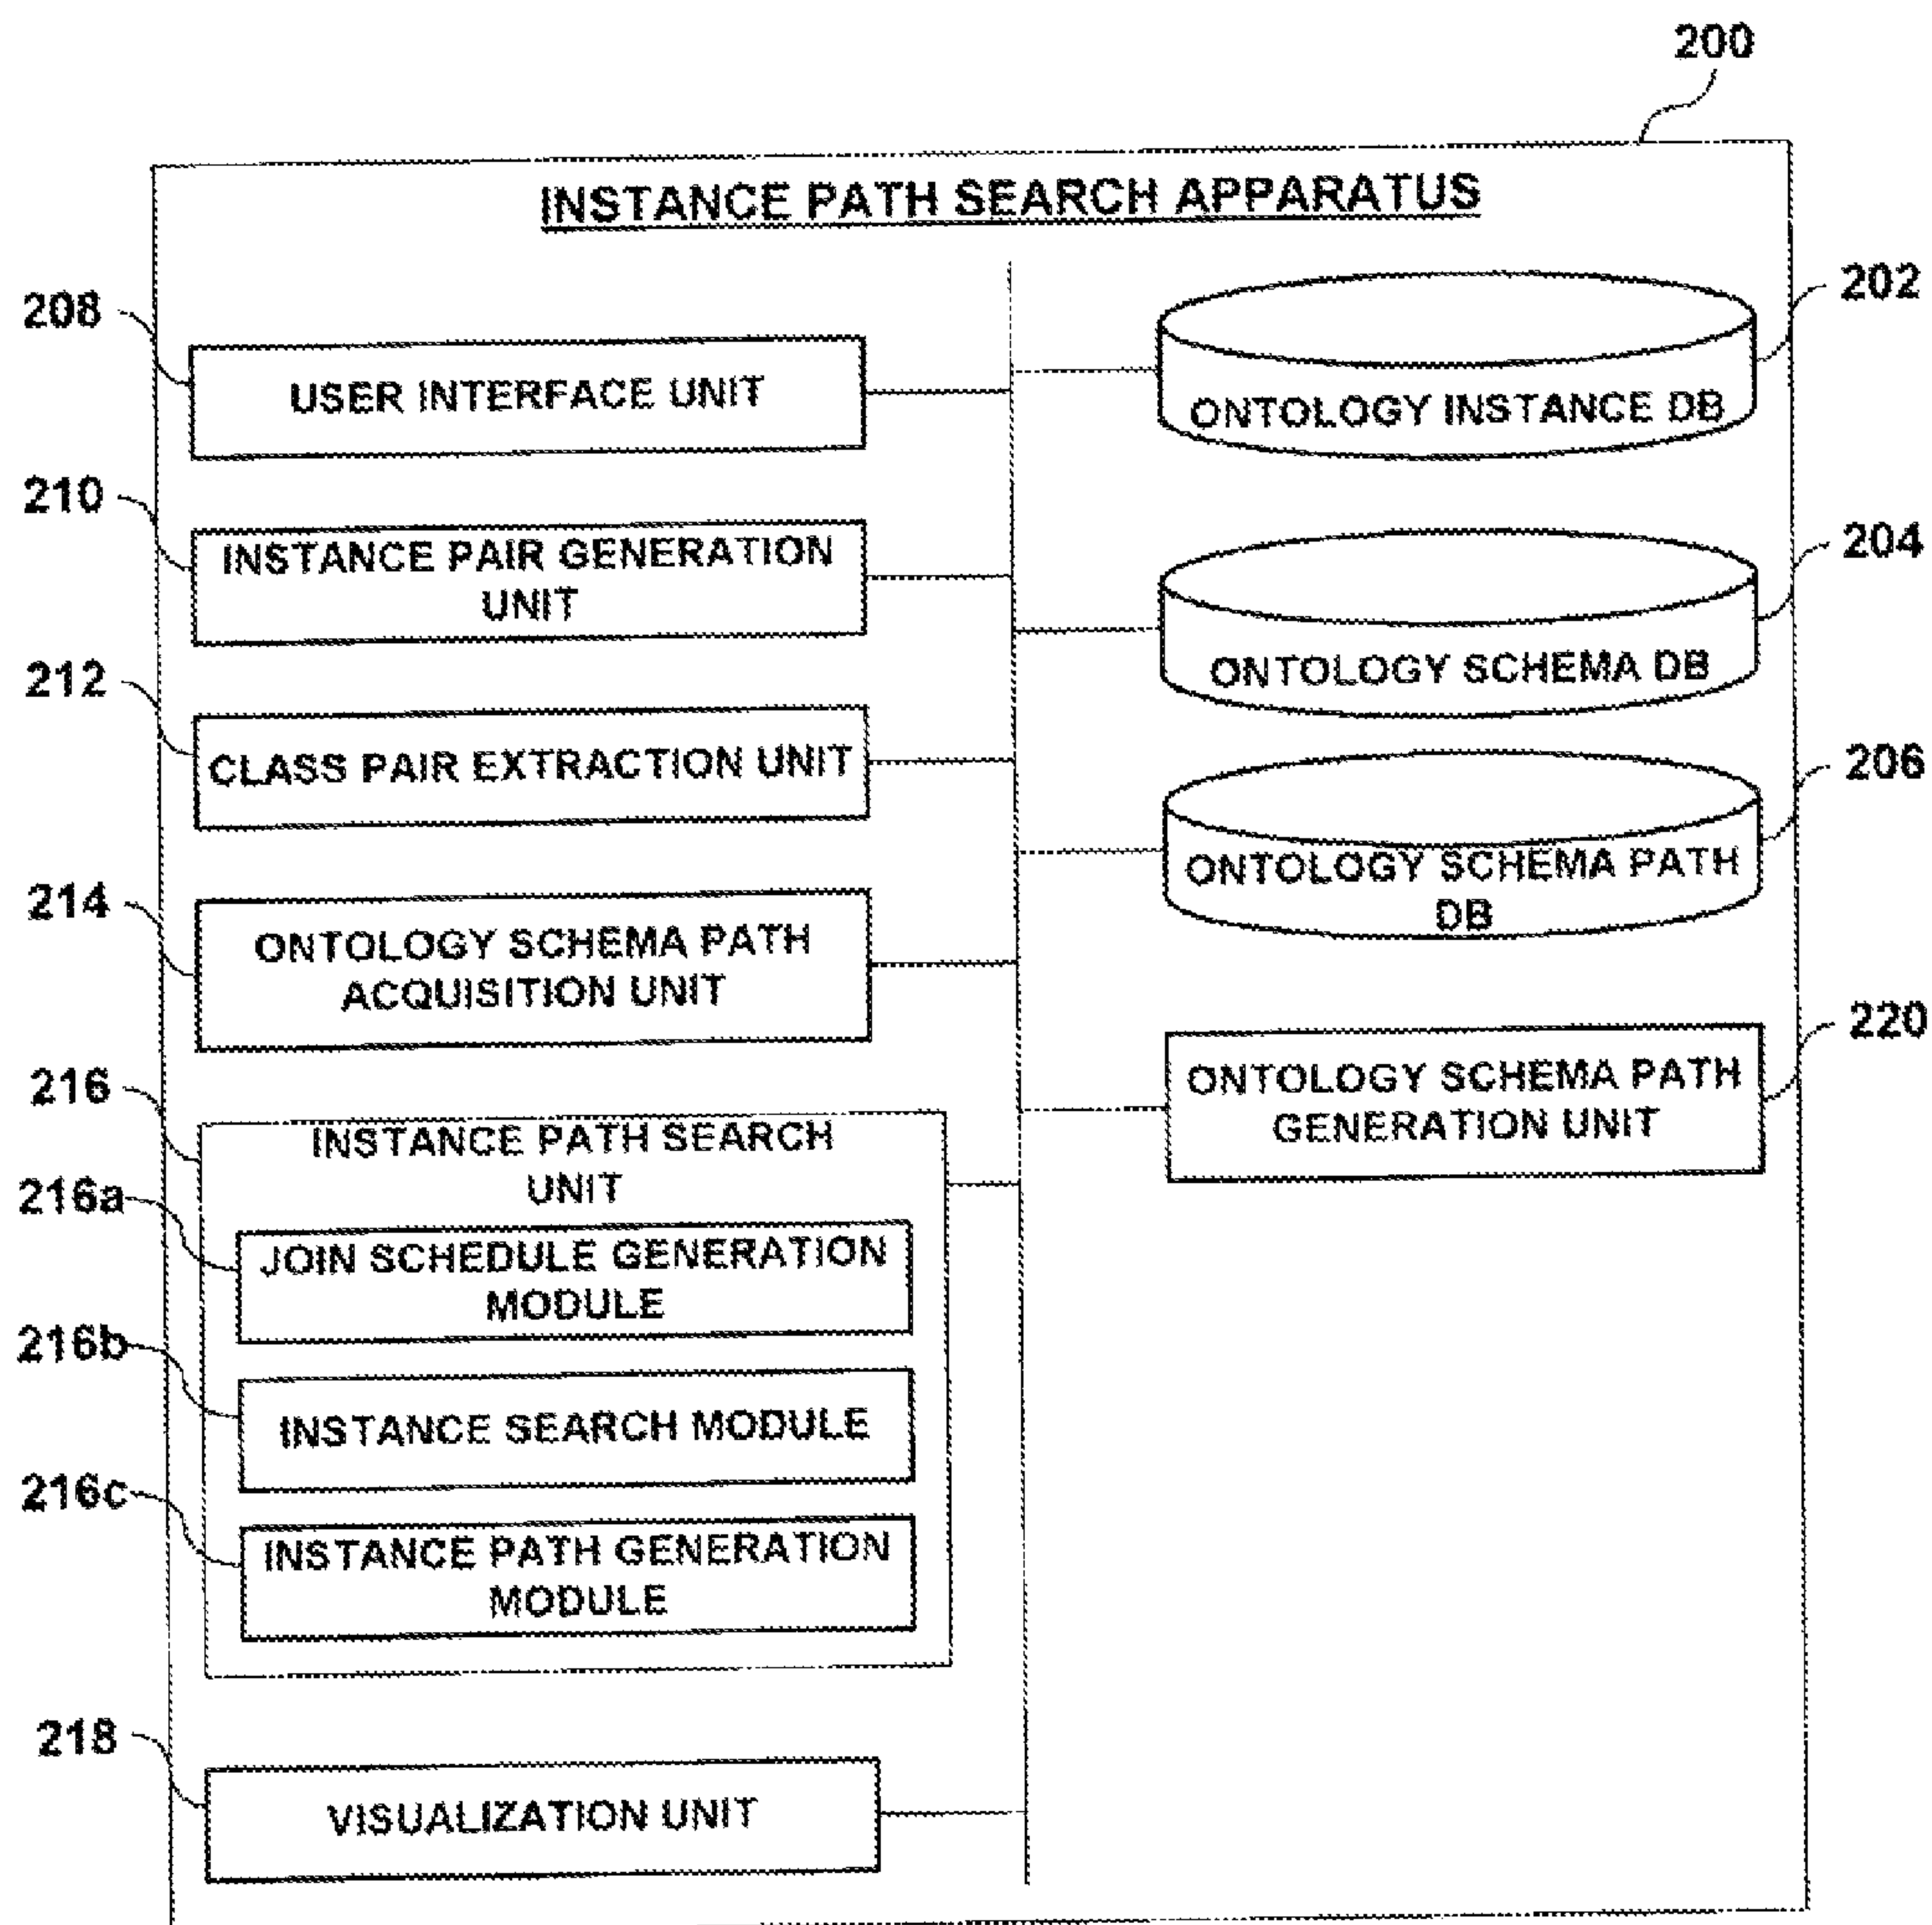 200
INSTANCE PATH SEARCH APPARATUS
208
USER INTERFACE UNIT
202
ONTOLOGY INSTANCE DB
210
INSTANCE PAIR GENERATION
UNIT
204
ONTOLOGY SCHEMA DB
212
CLASS PAIR EXTRACTION UNIT
206
ONTOLOGY SCHEMA PATH
DB
214
ONTOLOGY SCHEMA PATH
ACQUISITION UNIT
220
ONTOLOGY SCHEMA PATH
GENERATION UNIT
216
INSTANCE PATH SEARCH
UNIT
216a
JOIN SCHEDULE GENERATION
MODULE
216b
INSTANCE SEARCH MODULE
216c
INSTANCE PATH GENERATION
MODULE
218
VISUALIZATION UNIT